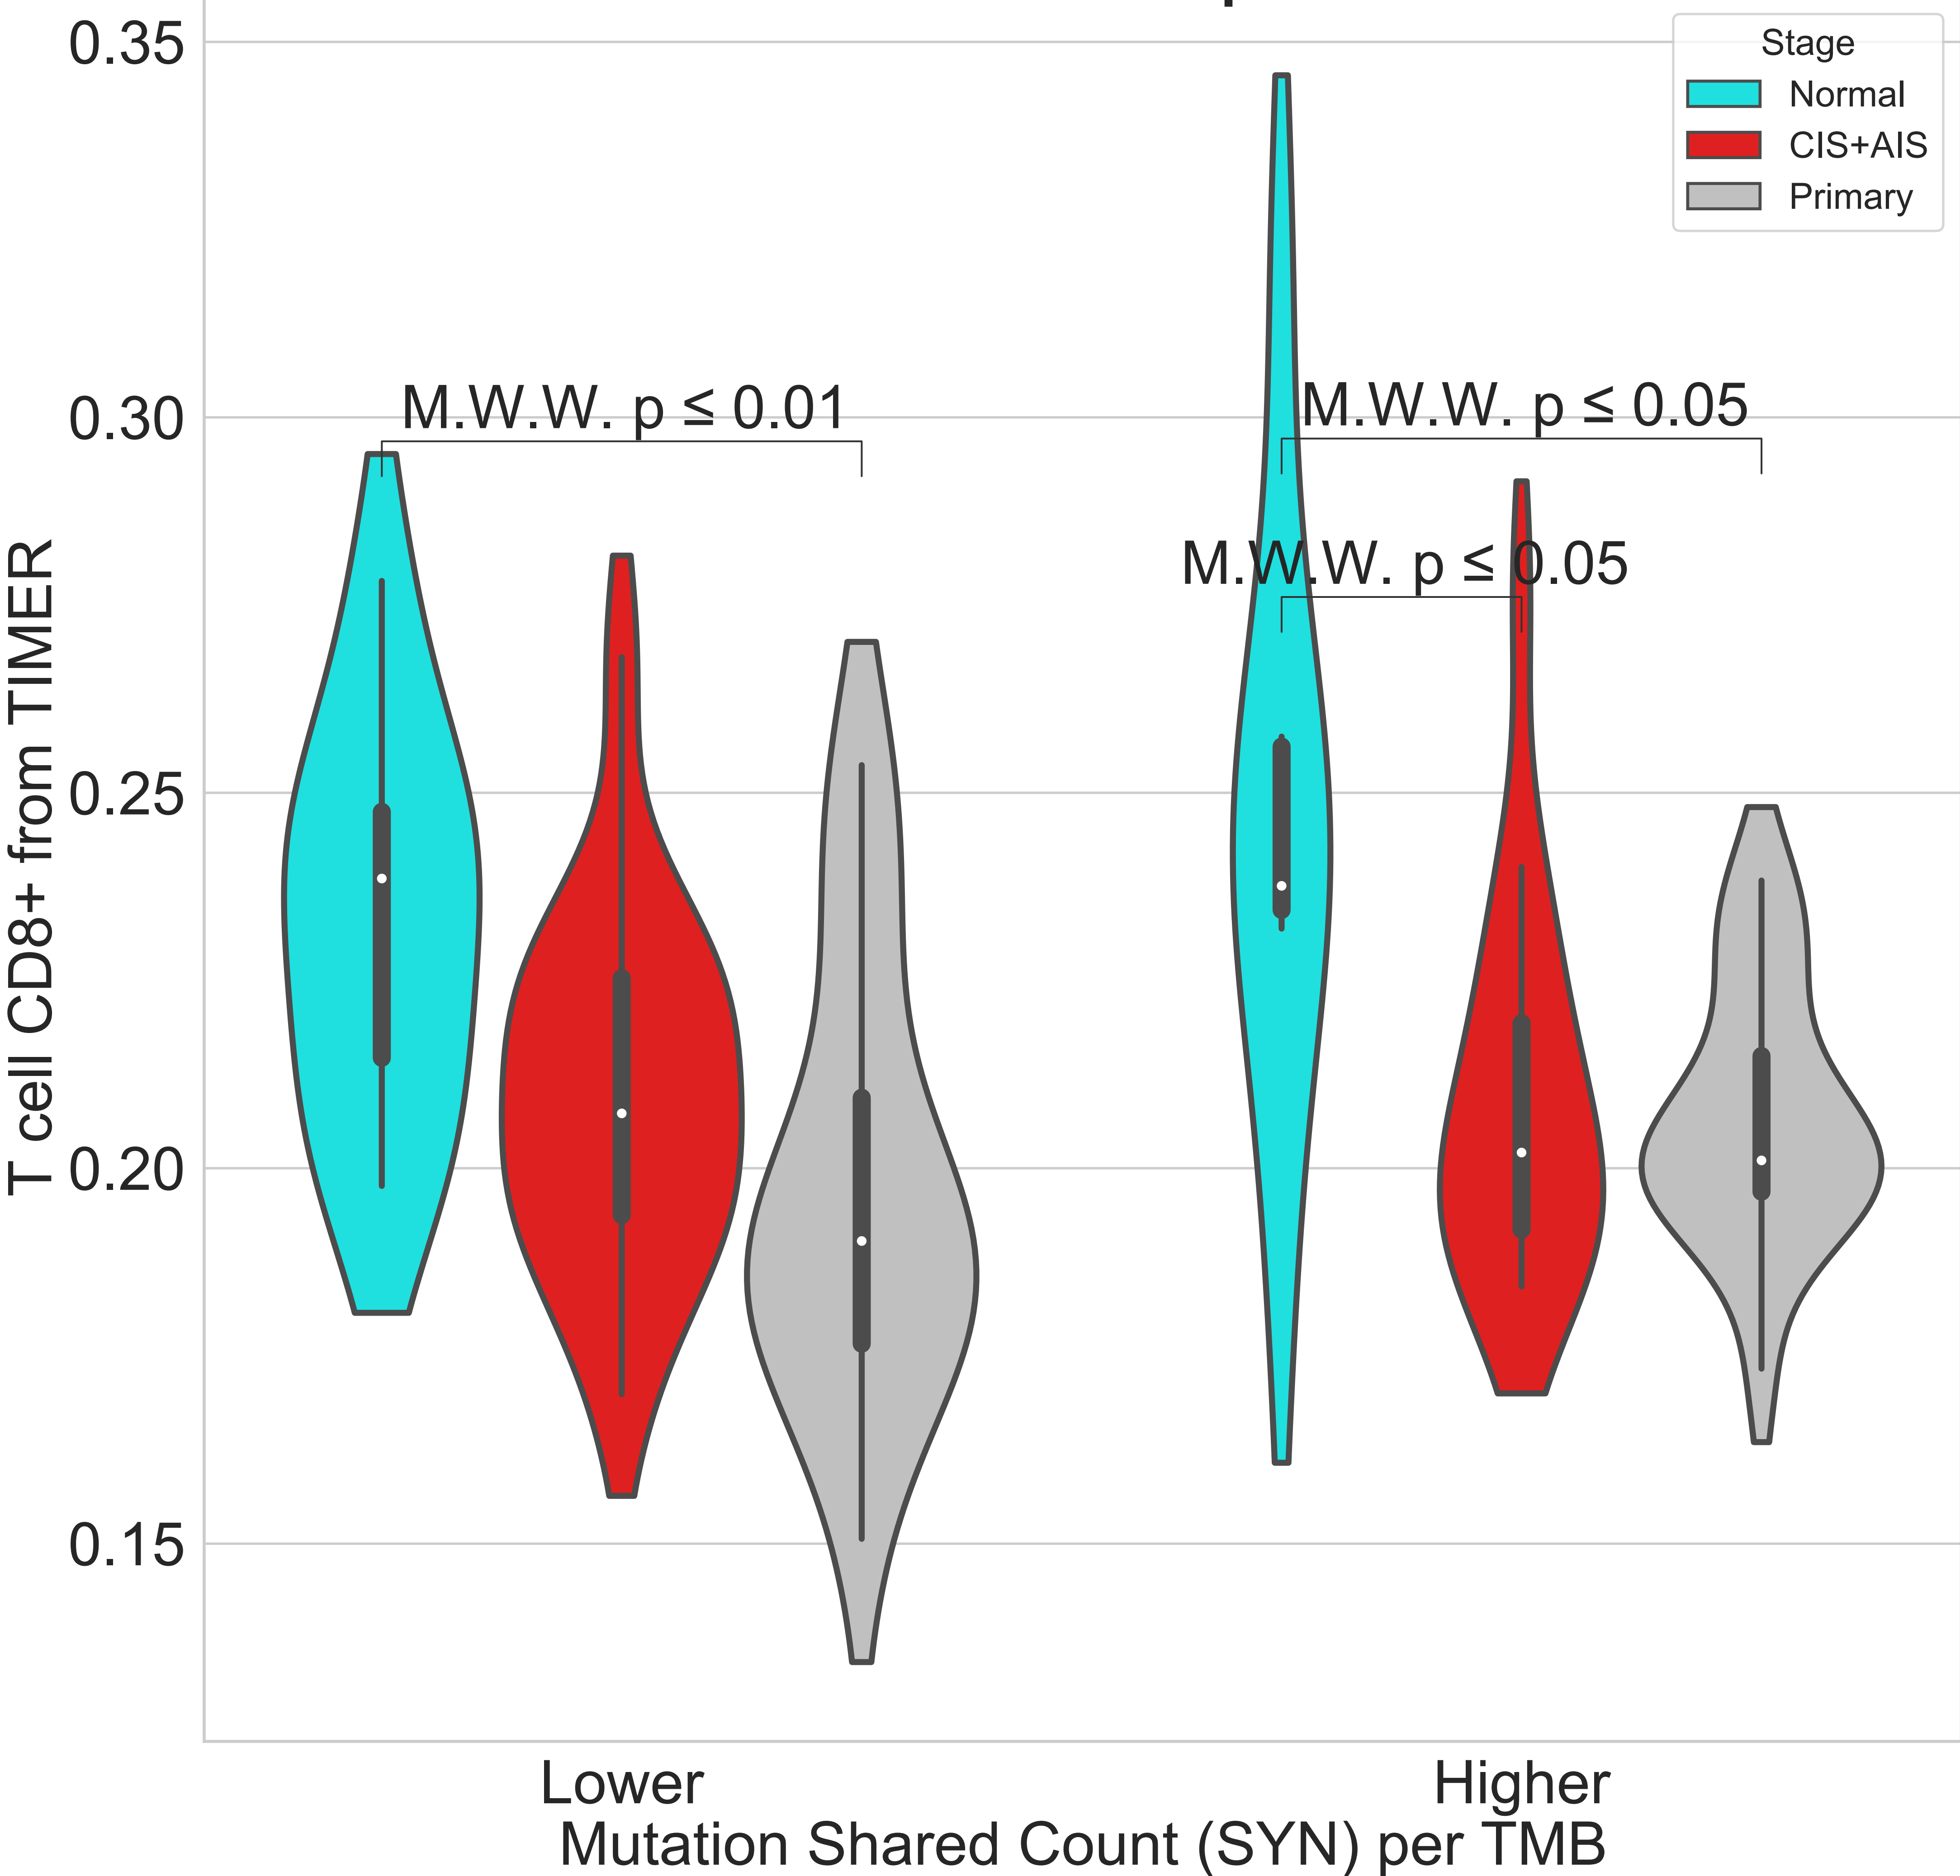 Stage
Normal
CIS+AIS
Primary
0.35
0.30
0.25
0.20
0.15
T cell CD8+ from TIMER
M.W.W. p ≤ 0.01
M.W.W. p ≤ 0.05
M.W.W. p ≤ 0.05
Lower
Higher
Mutation Shared Count (SYN) per TMB